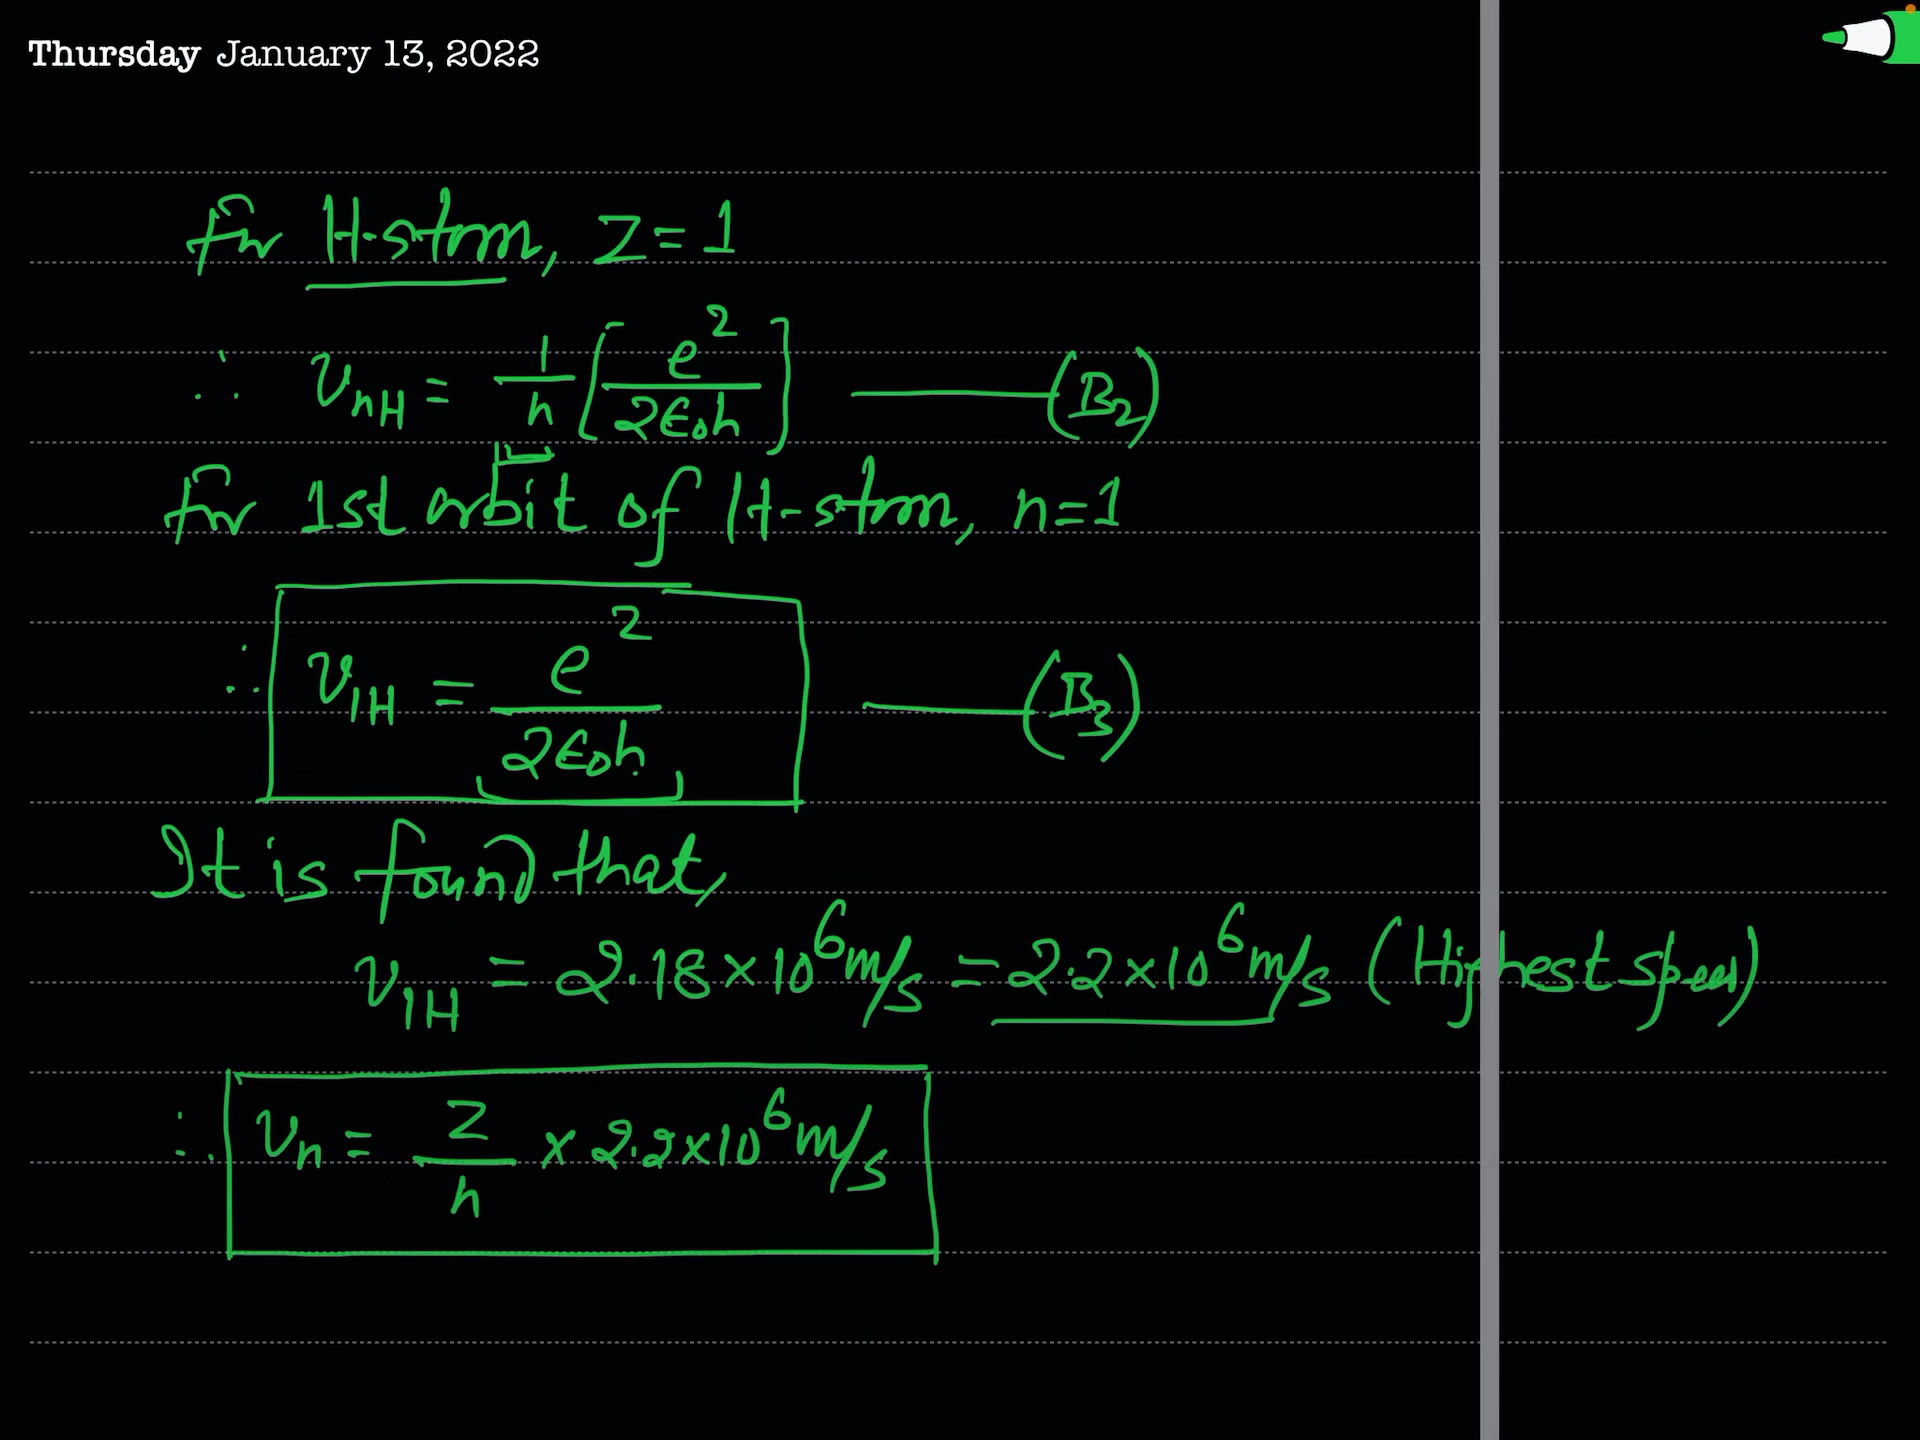 Thursday January 13, 2022
for H-atom, Z = 1
∴ v_nH = 1/n [e²/2ε₀h] —— (B₂)
for 1st orbit of H-atom, n=1
∴ v_1H = e²/2ε₀h —— (B₃)
It is found that,
v_1H = 2.18 × 10⁶ m/s = 2.2 × 10⁶ m/s (Highest speed)
∴ v_n = Z/n × 2.2 × 10⁶ m/s